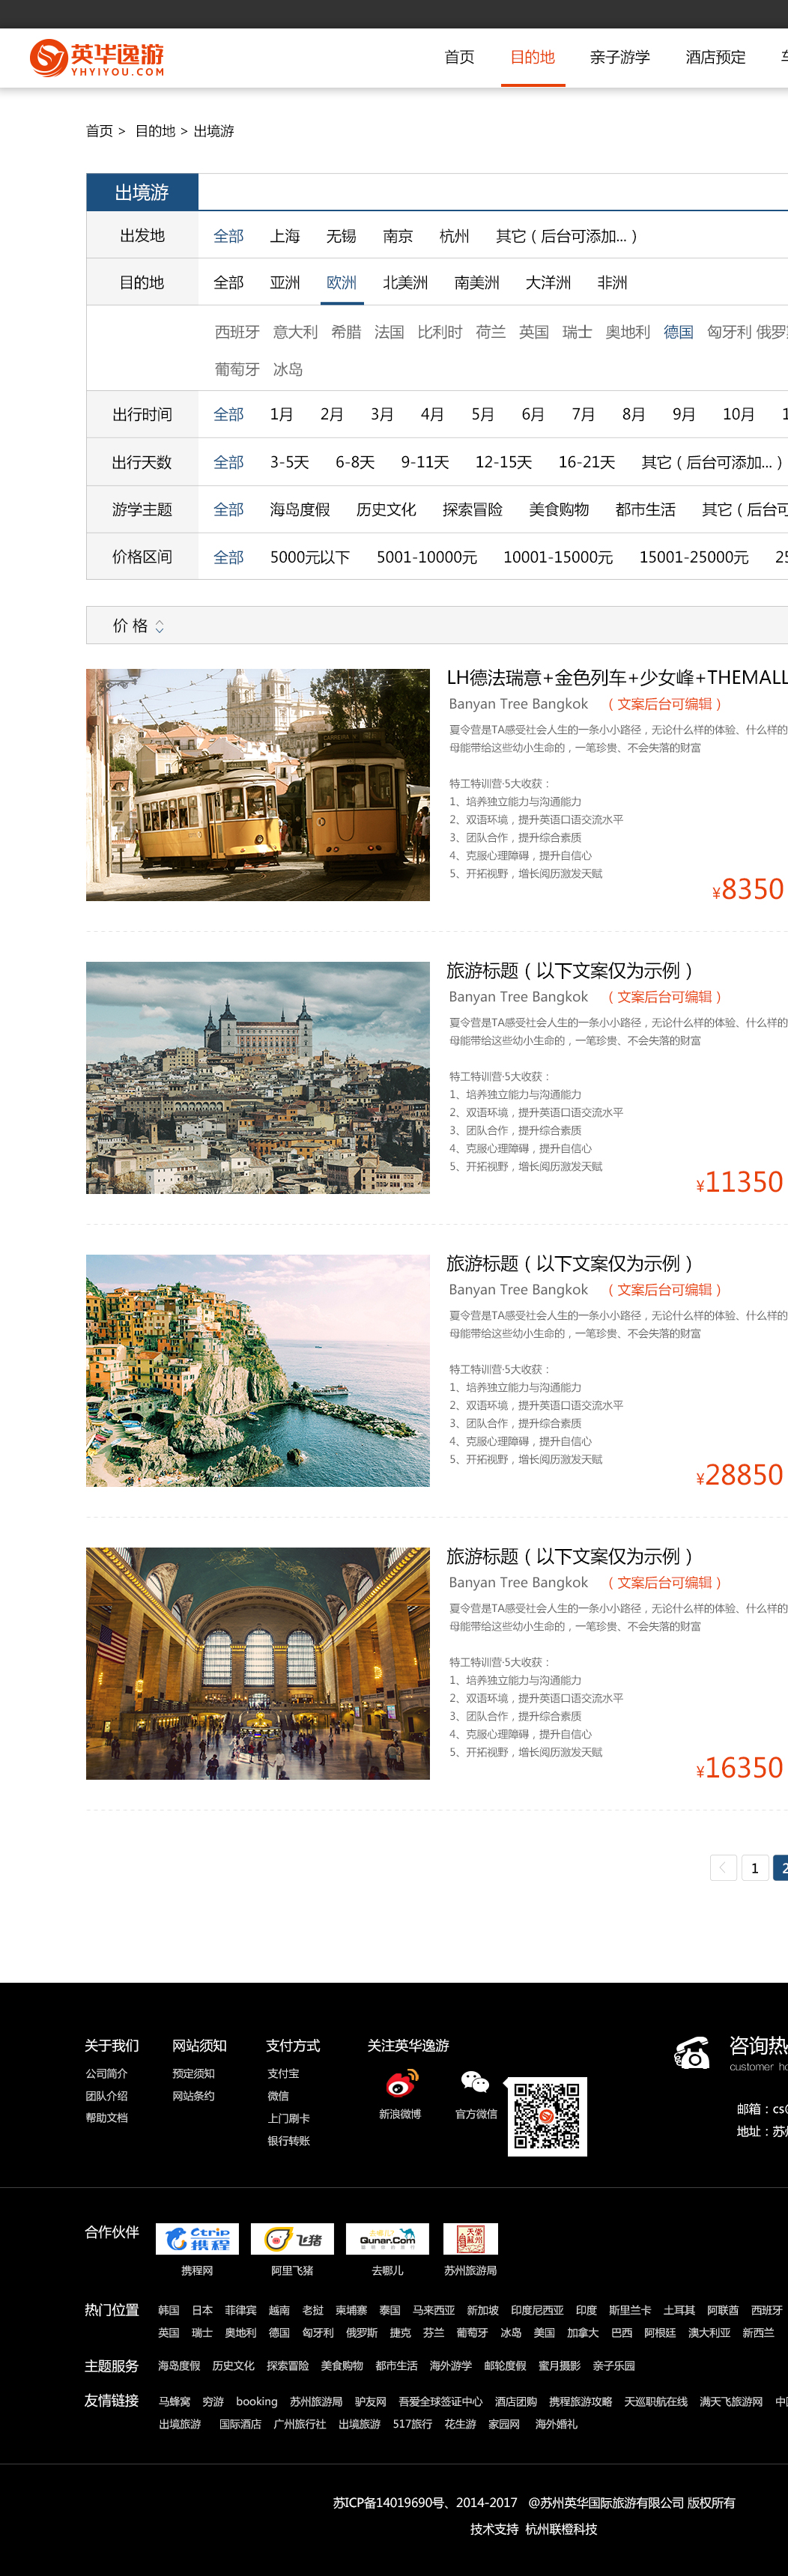 英华逸游
YHYIYOU.COM
首页 目的地 亲子游学 酒店预定
首页 > 目的地 > 出境游
出境游
出发地 全部 上海 无锡 南京 杭州 其它（后台可添加...）
目的地 全部 亚洲 欧洲 北美洲 南美洲 大洋洲 非洲
西班牙 意大利 希腊 法国 比利时 荷兰 英国 瑞士 奥地利 德国 匈牙利 俄罗
葡萄牙 冰岛
出行时间 全部 1月 2月 3月 4月 5月 6月 7月 8月 9月 10月 1
出行天数 全部 3-5天 6-8天 9-11天 12-15天 16-21天 其它（后台可添加...）
游学主题 全部 海岛度假 历史文化 探索冒险 美食购物 都市生活 其它（后台可
价格区间 全部 5000元以下 5001-10000元 10001-15000元 15001-25000元 25
价 格
LH德法瑞意+金色列车+少女峰+THEMALL
Banyan Tree Bangkok （文案后台可编辑）
夏令营是TA感受社会人生的一条小小路径，无论什么样的体验、什么样的
母能带给这些幼小生命的，一笔珍贵、不会失落的财富
特工特训营·5大收获：
1、培养独立能力与沟通能力
2、双语环境，提升英语口语交流水平
3、团队合作，提升综合素质
4、克服心理障碍，提升自信心
5、开拓视野，增长阅历激发天赋
¥8350
旅游标题（以下文案仅为示例）
Banyan Tree Bangkok （文案后台可编辑）
夏令营是TA感受社会人生的一条小小路径，无论什么样的体验、什么样的
母能带给这些幼小生命的，一笔珍贵、不会失落的财富
特工特训营·5大收获：
1、培养独立能力与沟通能力
2、双语环境，提升英语口语交流水平
3、团队合作，提升综合素质
4、克服心理障碍，提升自信心
5、开拓视野，增长阅历激发天赋
¥11350
旅游标题（以下文案仅为示例）
Banyan Tree Bangkok （文案后台可编辑）
夏令营是TA感受社会人生的一条小小路径，无论什么样的体验、什么样的
母能带给这些幼小生命的，一笔珍贵、不会失落的财富
特工特训营·5大收获：
1、培养独立能力与沟通能力
2、双语环境，提升英语口语交流水平
3、团队合作，提升综合素质
4、克服心理障碍，提升自信心
5、开拓视野，增长阅历激发天赋
¥28850
旅游标题（以下文案仅为示例）
Banyan Tree Bangkok （文案后台可编辑）
夏令营是TA感受社会人生的一条小小路径，无论什么样的体验、什么样的
母能带给这些幼小生命的，一笔珍贵、不会失落的财富
特工特训营·5大收获：
1、培养独立能力与沟通能力
2、双语环境，提升英语口语交流水平
3、团队合作，提升综合素质
4、克服心理障碍，提升自信心
5、开拓视野，增长阅历激发天赋
¥16350
1 2
关于我们 网站须知 支付方式 关注英华逸游 咨询热
customer ho
公司简介 预定须知 支付宝
团队介绍 网站条约 微信
帮助文档 上门刷卡
银行转账
新浪微博 官方微信
邮箱：cs@
地址：苏州
合作伙伴
Ctrip 携程 飞猪 去哪儿? Qunar.Com
携程网 阿里飞猪 去哪儿 苏州旅游局
热门位置 韩国 日本 菲律宾 越南 老挝 柬埔寨 泰国 马来西亚 新加坡 印度尼西亚 印度 斯里兰卡 土耳其 阿联酋 西班牙
英国 瑞士 奥地利 德国 匈牙利 俄罗斯 捷克 芬兰 葡萄牙 冰岛 美国 加拿大 巴西 阿根廷 澳大利亚 新西兰
主题服务 海岛度假 历史文化 探索冒险 美食购物 都市生活 海外游学 邮轮度假 蜜月摄影 亲子乐园
友情链接 马蜂窝 穷游 booking 苏州旅游局 驴友网 吾爱全球签证中心 酒店团购 携程旅游攻略 天巡职航在线 满天飞旅游网 中国
出境旅游 国际酒店 广州旅行社 出境旅游 517旅行 花生游 家园网 海外婚礼
苏ICP备14019690号、2014-2017 @苏州英华国际旅游有限公司 版权所有
技术支持 杭州联橙科技